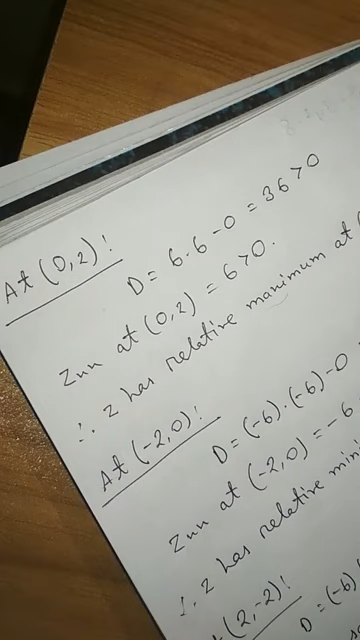 At (0,2)!
D = 6.6-0 = 36 > 0
Zxx at (0,2) = 6 > 0.
∴ Z has relative maximum at (
At (-2,0)!
D = (-6).(-6)-0
Zxx at (-2,0) = -6
∴ Z has relative mini
(2,-2)!
D = (-6)